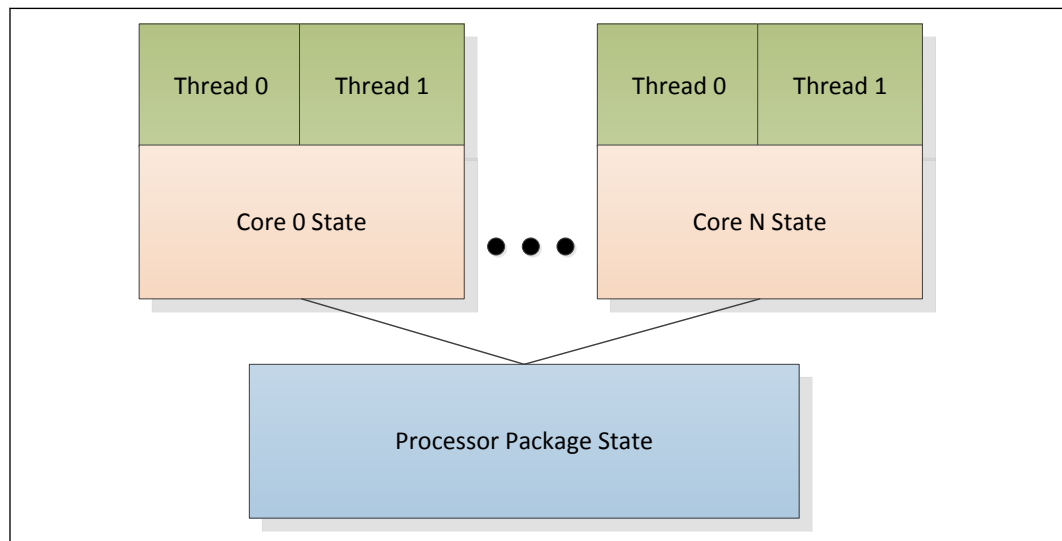 Thread 0 Thread 1 Thread 0 Thread 1
Core 0 State Core N State
Processor Package State